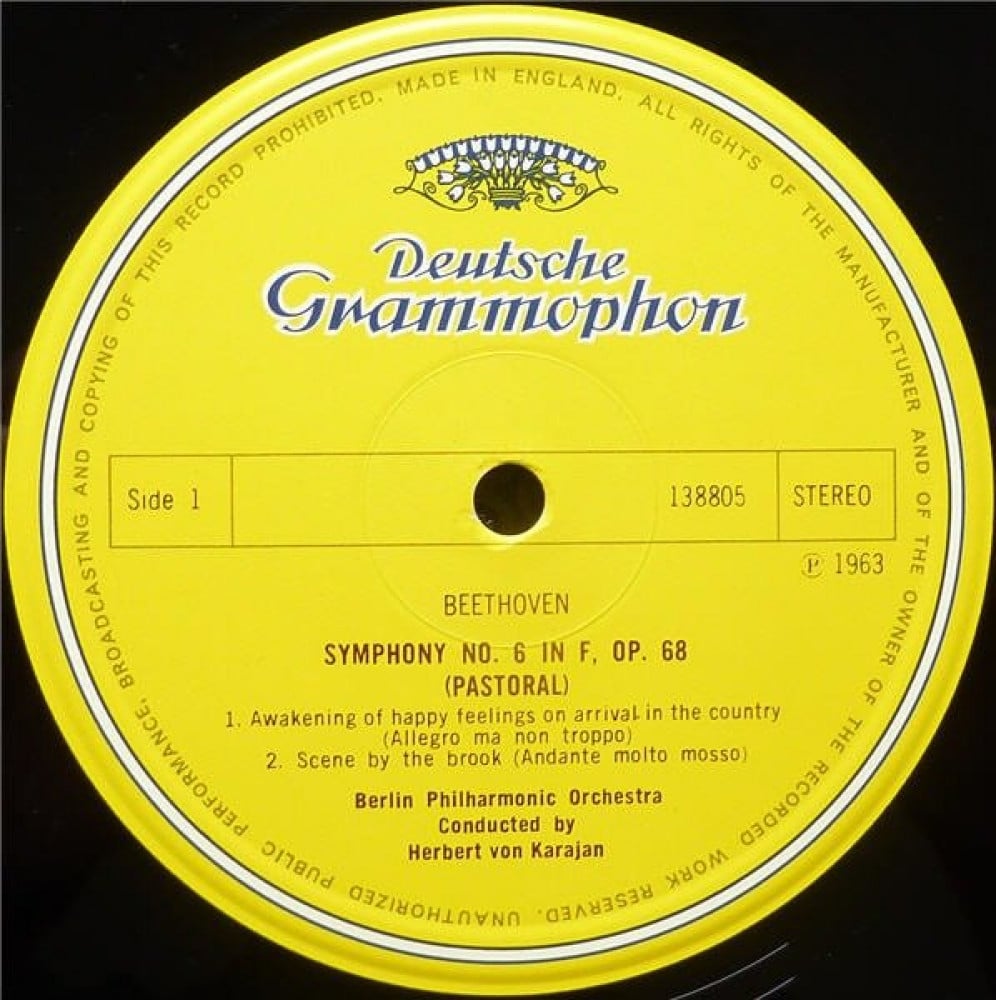 MADE IN ENGLAND. ALL RIGHTS OF THE MANUFACTURER AND OF THE OWNER OF THE RECORDED WORK RESERVED. UNAUTHORIZED PUBLIC PERFORMANCE, BROADCASTING AND COPYING OF THIS RECORD PROHIBITED.
Deutsche
Grammophon
Side 1 138805 STEREO
℗ 1963
BEETHOVEN
SYMPHONY NO. 6 IN F, OP. 68
(PASTORAL)
1. Awakening of happy feelings on arrival in the country
(Allegro ma non troppo)
2. Scene by the brook (Andante molto mosso)
Berlin Philharmonic Orchestra
Conducted by
Herbert von Karajan